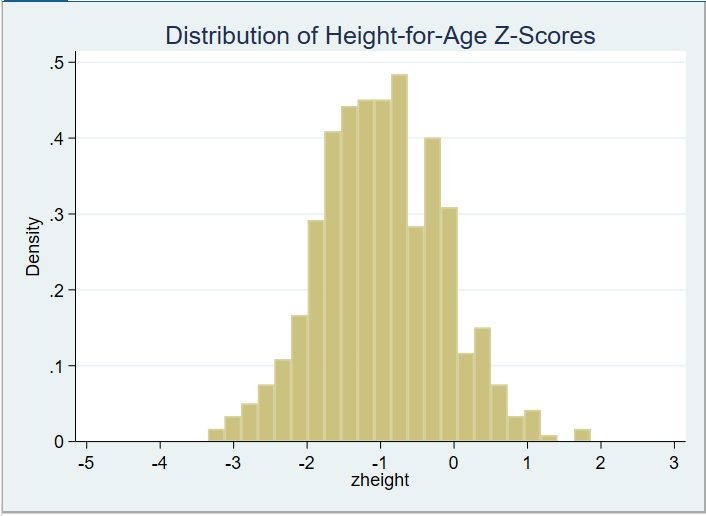 Distribution of Height-for-Age Z-Scores
Density
.5
.4
.3
.2
.1
0
-5 -4 -3 -2 -1 0 1 2 3
zheight